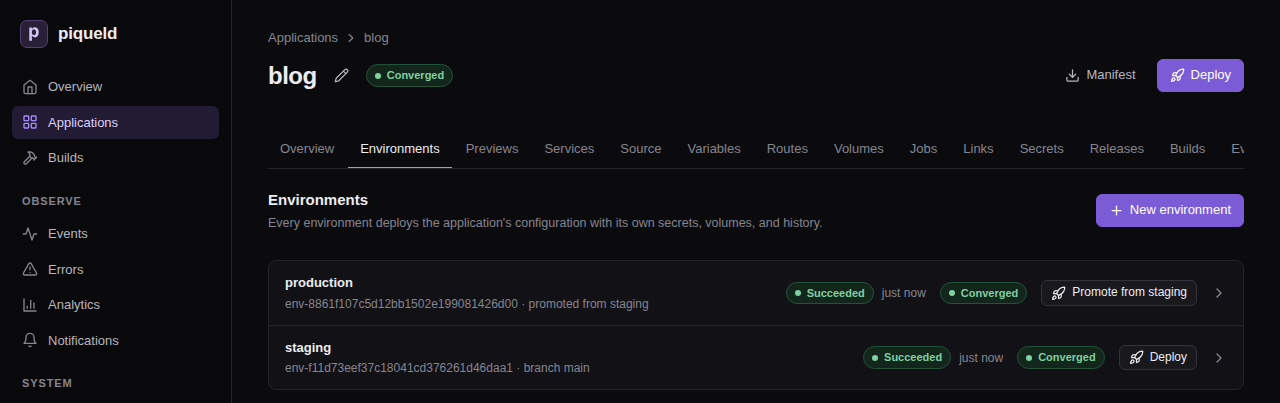 p piqueld
Overview
Applications
Builds
OBSERVE
Events
Errors
Analytics
Notifications
SYSTEM
Applications > blog
blog Converged Manifest Deploy
Overview Environments Previews Services Source Variables Routes Volumes Jobs Links Secrets Releases Builds
Environments
Every environment deploys the application's configuration with its own secrets, volumes, and history.
New environment
production
env-8861f107c5d12bb1502e199081426d00 · promoted from staging
Succeeded just now Converged Promote from staging
staging
env-f11d73eef37c18041cd376261d46daa1 · branch main
Succeeded just now Converged Deploy